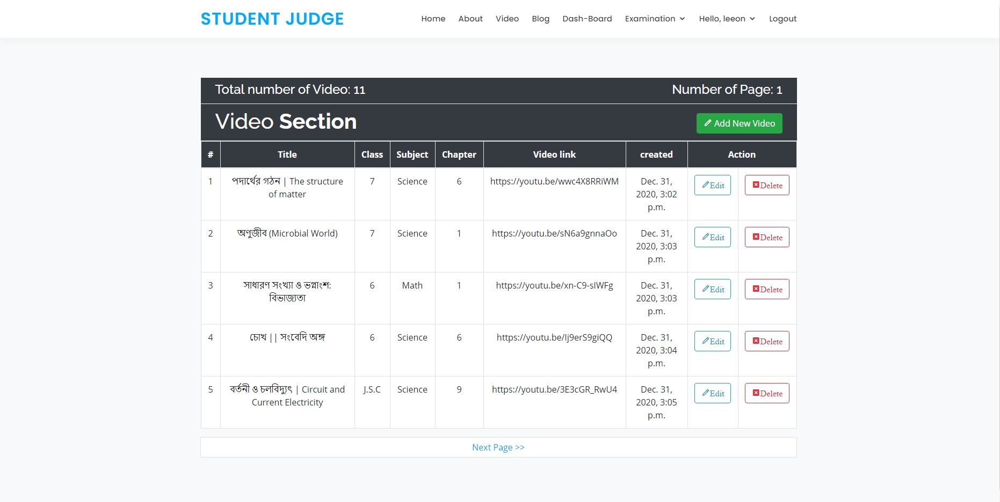 STUDENT JUDGE
Home About Video Blog Dash-Board Examination Hello, leeon Logout
Total number of Video: 11 Number of Page: 1
Video Section Add New Video
# Title Class Subject Chapter Video link created Action
1 পদার্থের গঠন | The structure of matter 7 Science 6 https://youtu.be/wwc4X8RRiWM Dec. 31, 2020, 3:02 p.m. Edit Delete
2 অণুজীব (Microbial World) 7 Science 1 https://youtu.be/sN6a9gnnaOo Dec. 31, 2020, 3:03 p.m. Edit Delete
3 সাধারণ সংখ্যা ও ভগ্নাংশ: বিভাজ্যতা 6 Math 1 https://youtu.be/xn-C9-sIWFg Dec. 31, 2020, 3:03 p.m. Edit Delete
4 চোখ || সংবেদি অঙ্গ 6 Science 6 https://youtu.be/lj9erS9giQQ Dec. 31, 2020, 3:04 p.m. Edit Delete
5 বর্তনী ও চলবিদ্যুৎ | Circuit and Current Electricity J.S.C Science 9 https://youtu.be/3E3cGR_RwU4 Dec. 31, 2020, 3:05 p.m. Edit Delete
Next Page >>